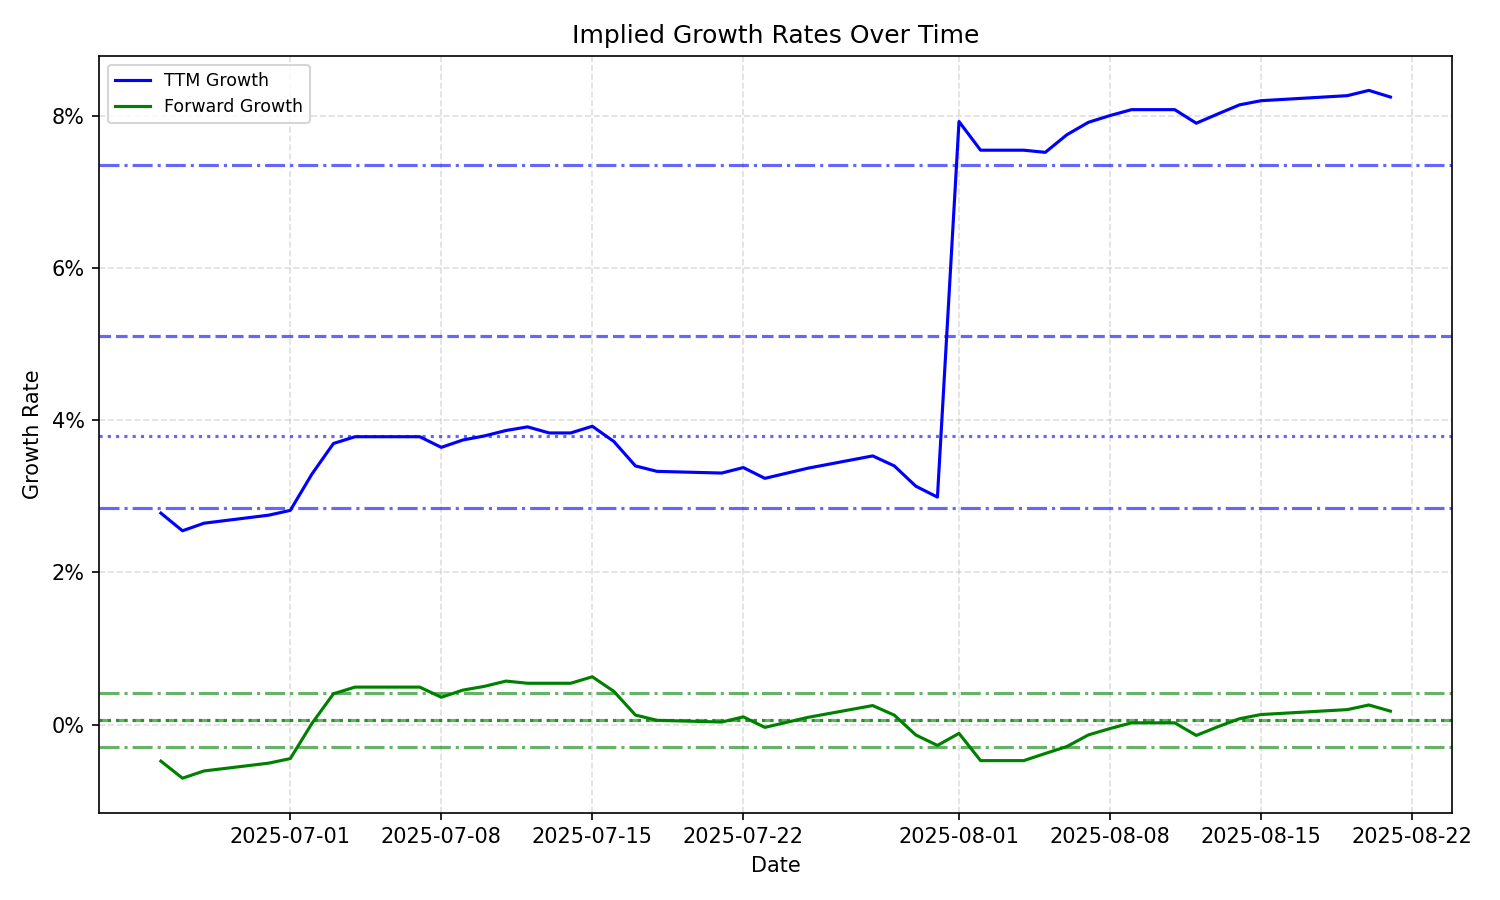 Implied Growth Rates Over Time
TTM Growth
Forward Growth
8%
6%
4%
2%
0%
Growth Rate
2025-07-01 2025-07-08 2025-07-15 2025-07-22 2025-08-01 2025-08-08 2025-08-15 2025-08-22
Date